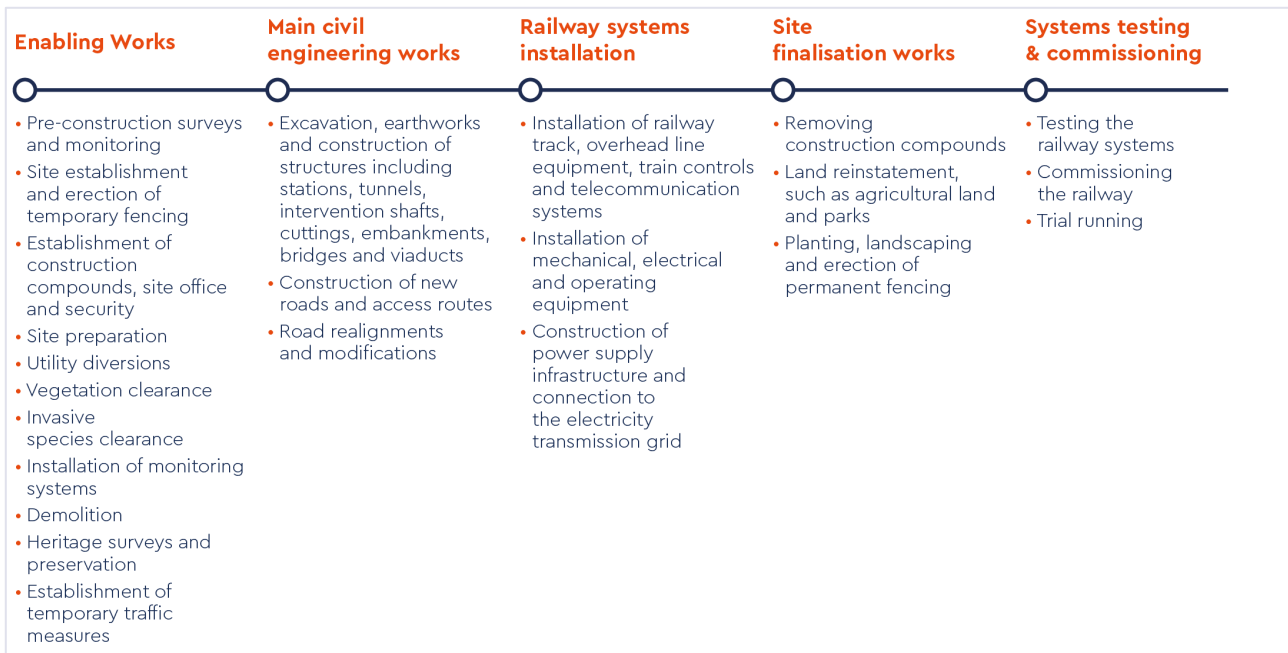 Enabling Works
• Pre-construction surveys
and monitoring
• Site establishment
and erection of
temporary fencing
• Establishment of
construction
compounds, site office
and security
• Site preparation
• Utility diversions
• Vegetation clearance
• Invasive
species clearance
• Installation of monitoring
systems
• Demolition
• Heritage surveys and
preservation
• Establishment of
temporary traffic
measures
Main civil
engineering works
• Excavation, earthworks
and construction of
structures including
stations, tunnels,
intervention shafts,
cuttings, embankments,
bridges and viaducts
• Construction of new
roads and access routes
• Road realignments
and modifications
Railway systems
installation
• Installation of railway
track, overhead line
equipment, train controls
and telecommunication
systems
• Installation of
mechanical, electrical
and operating
equipment
• Construction of
power supply
infrastructure and
connection to
the electricity
transmission grid
Site
finalisation works
• Removing
construction compounds
• Land reinstatement,
such as agricultural land
and parks
• Planting, landscaping
and erection of
permanent fencing
Systems testing
& commissioning
• Testing the
railway systems
• Commissioning
the railway
• Trial running